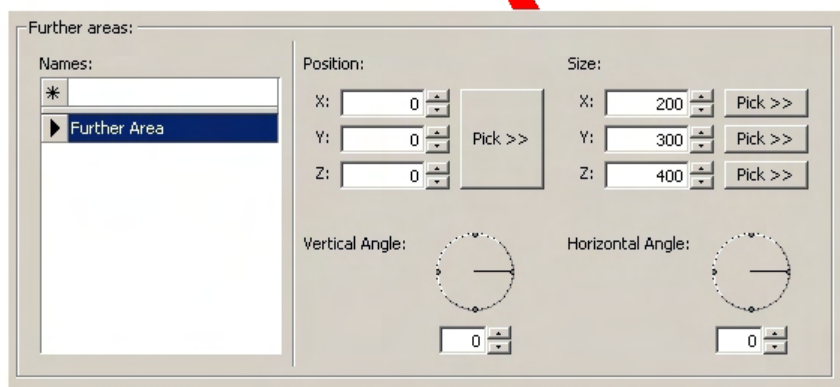 Further areas:
Names: Position: Size:
* X: 0 X: 200 Pick >>
Further Area Y: 0 Pick >> Y: 300 Pick >>
Z: 0 Z: 400 Pick >>
Vertical Angle: Horizontal Angle:
0 0